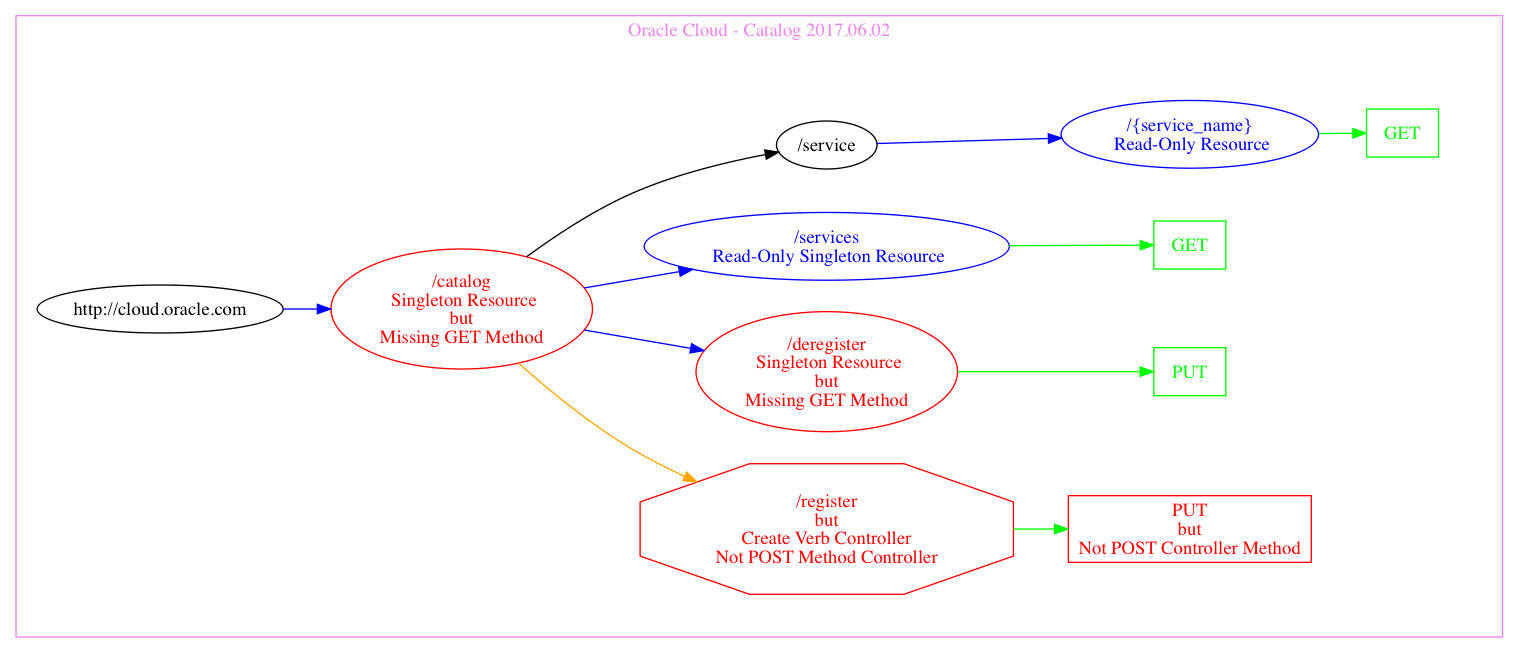 Oracle Cloud - Catalog 2017.06.02
http://cloud.oracle.com
/catalog
Singleton Resource
but
Missing GET Method
/service
/{service_name}
Read-Only Resource
GET
/services
Read-Only Singleton Resource
GET
/deregister
Singleton Resource
but
Missing GET Method
PUT
/register
but
Create Verb Controller
Not POST Method Controller
PUT
but
Not POST Controller Method